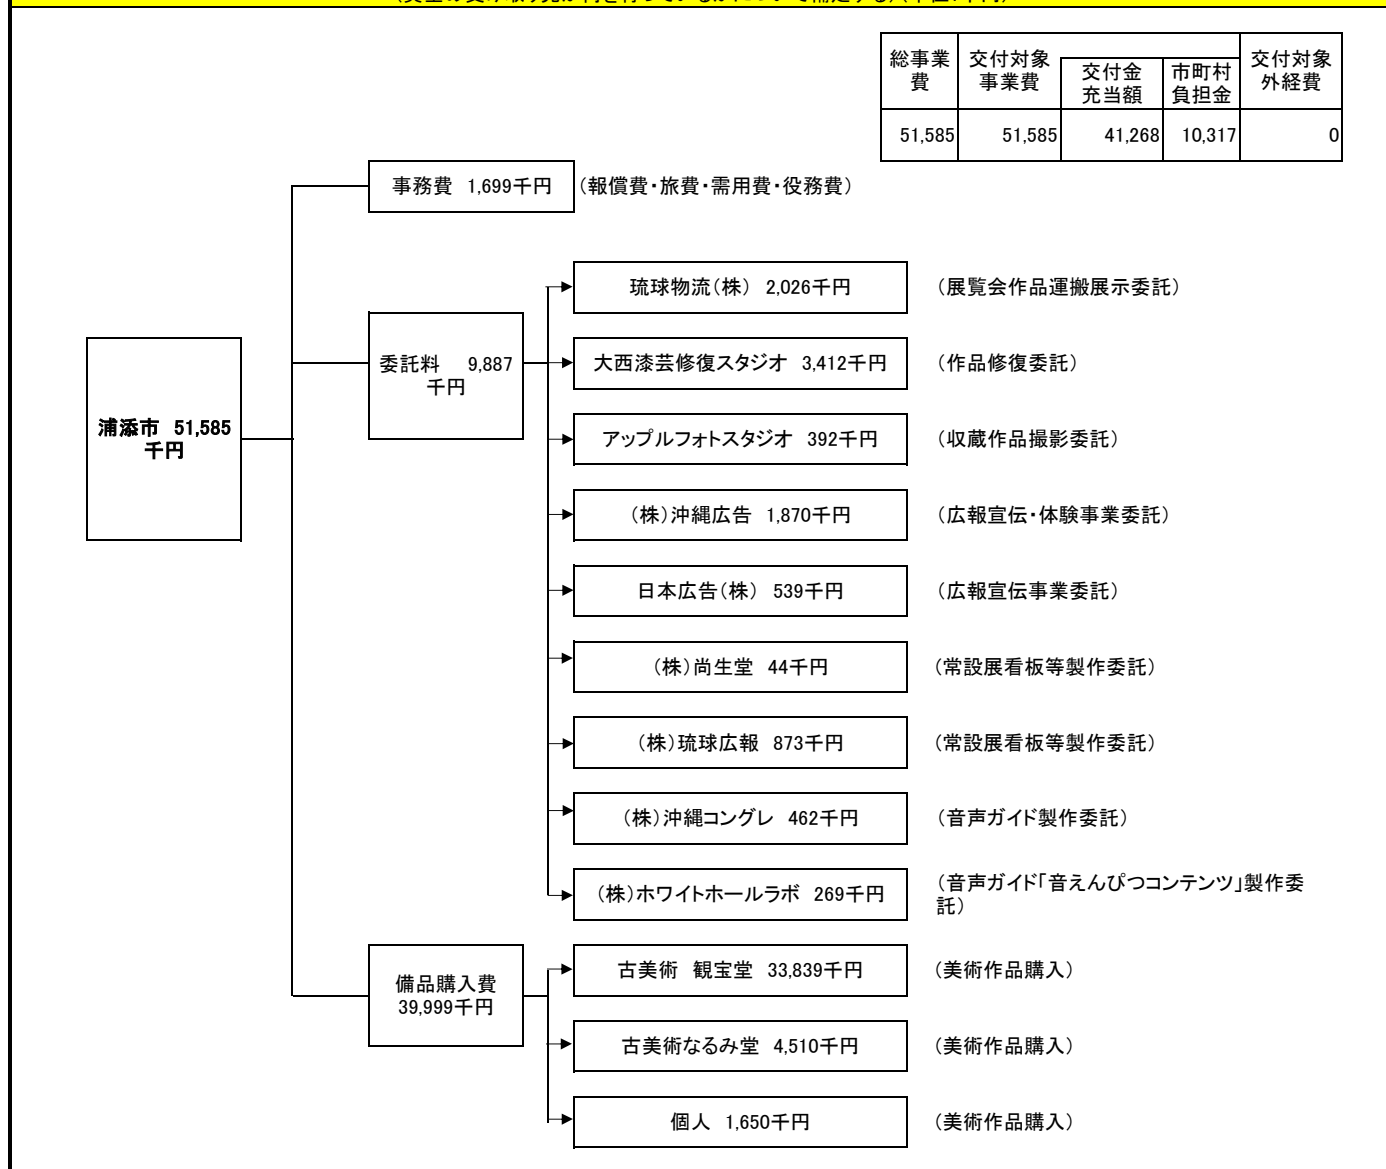 総事業
費
交付対象
事業費
交付金
充当額
市町村
負担金
交付対象
外経費
51,585
51,585
41,268
10,317
0
事務費 1,699千円
（報償費・旅費・需用費・役務費）
琉球物流（株） 2,026千円
（展覧会作品運搬展示委託）
委託料 9,887
千円
大西漆芸修復スタジオ 3,412千円
（作品修復委託）
浦添市 51,585
千円
アップルフォトスタジオ 392千円
（収蔵作品撮影委託）
（株）沖縄広告 1,870千円
（広報宣伝・体験事業委託）
日本広告（株） 539千円
（広報宣伝事業委託）
（株）尚生堂 44千円
（常設展看板等製作委託）
（株）琉球広報 873千円
（常設展看板等製作委託）
（株）沖縄コングレ 462千円
（音声ガイド製作委託）
（株）ホワイトホールラボ 269千円
（音声ガイド「音えんぴつコンテンツ」製作委
託）
備品購入費
39,999千円
古美術 観宝堂 33,839千円
（美術作品購入）
古美術なるみ堂 4,510千円
（美術作品購入）
個人 1,650千円
（美術作品購入）